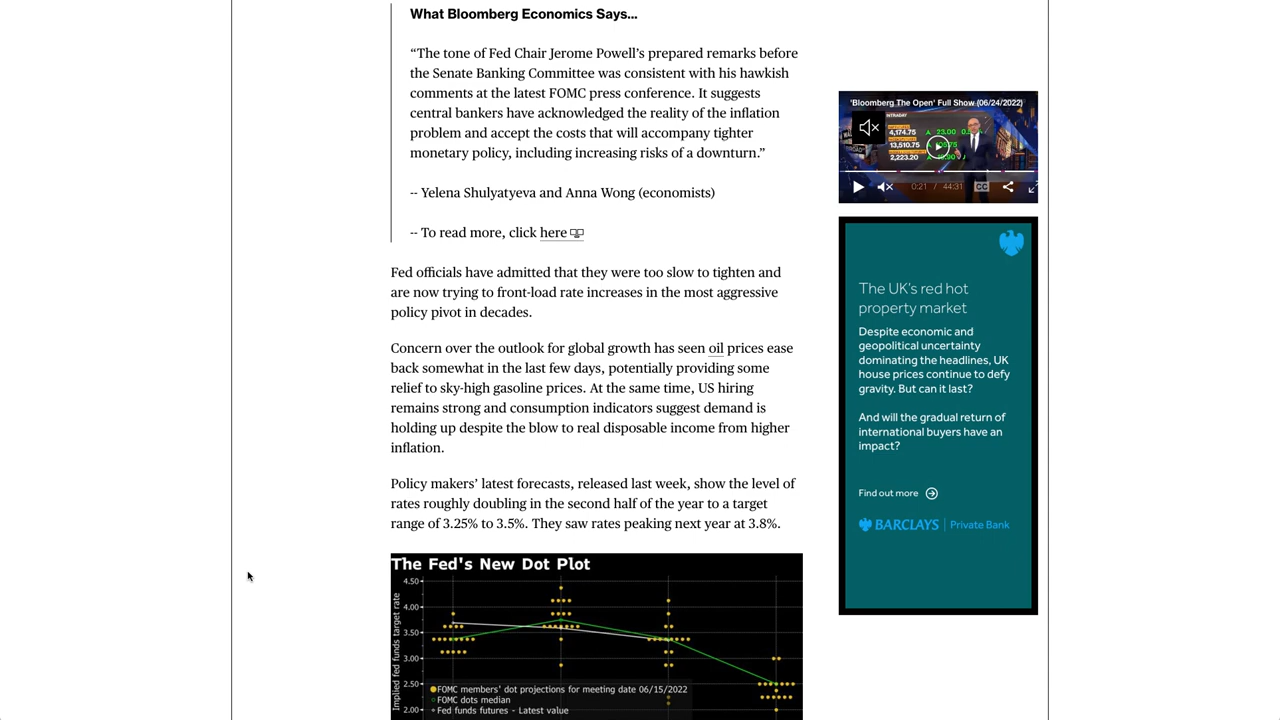 What Bloomberg Economics Says...
“The tone of Fed Chair Jerome Powell’s prepared remarks before
the Senate Banking Committee was consistent with his hawkish
comments at the latest FOMC press conference. It suggests
central bankers have acknowledged the reality of the inflation
problem and accept the costs that will accompany tighter
monetary policy, including increasing risks of a downturn.”
-- Yelena Shulyatyeva and Anna Wong (economists)
-- To read more, click here
Fed officials have admitted that they were too slow to tighten and
are now trying to front-load rate increases in the most aggressive
policy pivot in decades.
Concern over the outlook for global growth has seen oil prices ease
back somewhat in the last few days, potentially providing some
relief to sky-high gasoline prices. At the same time, US hiring
remains strong and consumption indicators suggest demand is
holding up despite the blow to real disposable income from higher
inflation.
Policy makers’ latest forecasts, released last week, show the level of
rates roughly doubling in the second half of the year to a target
range of 3.25% to 3.5%. They saw rates peaking next year at 3.8%.
The Fed's New Dot Plot
Implied fed funds target rate
4.50
4.00
3.50
3.00
2.50
2.00
FOMC members' dot projections for meeting date 06/15/2022
FOMC dots median
Fed funds futures - Latest value
'Bloomberg The Open' Full Show (06/24/2022)
INTRADAY
4,174.75 23.00
13,510.75
2,223.20
0:21 / 44:31 CC
The UK’s red hot
property market
Despite economic and
geopolitical uncertainty
dominating the headlines, UK
house prices continue to defy
gravity. But can it last?
And will the gradual return of
international buyers have an
impact?
Find out more
BARCLAYS | Private Bank